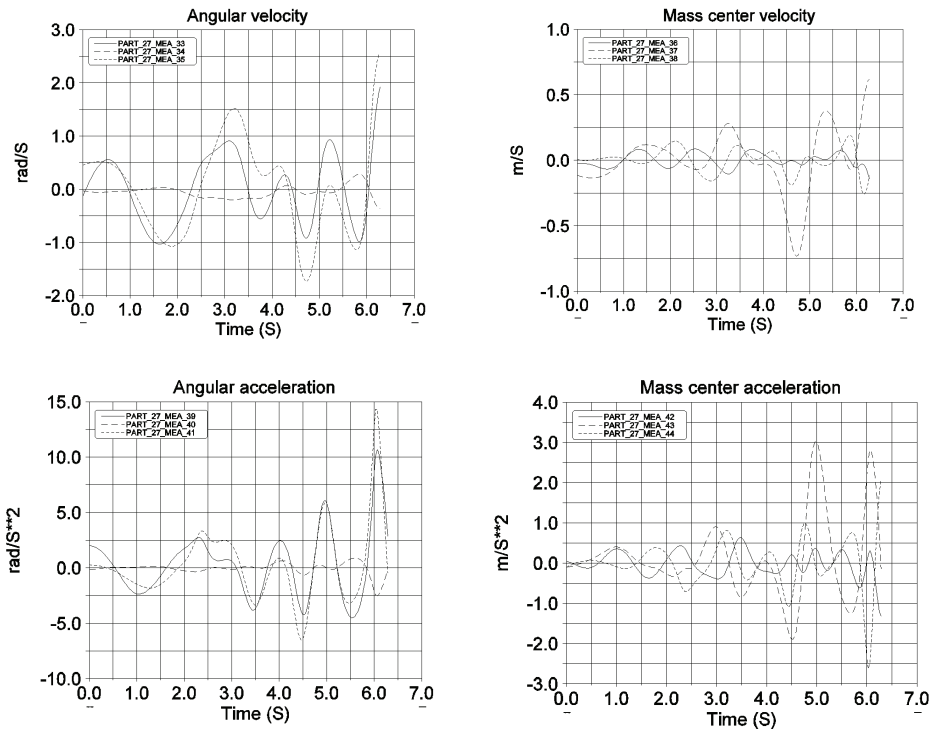 Angular velocity
3.0
2.0
1.0
0.0
-1.0
-2.0
rad/S
PART_27_MEA_33
PART_27_MEA_34
PART_27_MEA_35
0.0 1.0 2.0 3.0 4.0 5.0 6.0 7.0
Time (S)
Mass center velocity
1.0
0.5
0.0
-0.5
-1.0
m/S
PART_27_MEA_36
PART_27_MEA_37
PART_27_MEA_38
0.0 1.0 2.0 3.0 4.0 5.0 6.0 7.0
Time (S)
Angular acceleration
15.0
10.0
5.0
0.0
-5.0
-10.0
rad/S**2
PART_27_MEA_39
PART_27_MEA_40
PART_27_MEA_41
0.0 1.0 2.0 3.0 4.0 5.0 6.0 7.0
Time (S)
Mass center acceleration
4.0
3.0
2.0
1.0
0.0
-1.0
-2.0
-3.0
m/S**2
PART_27_MEA_42
PART_27_MEA_43
PART_27_MEA_44
0.0 1.0 2.0 3.0 4.0 5.0 6.0 7.0
Time (S)